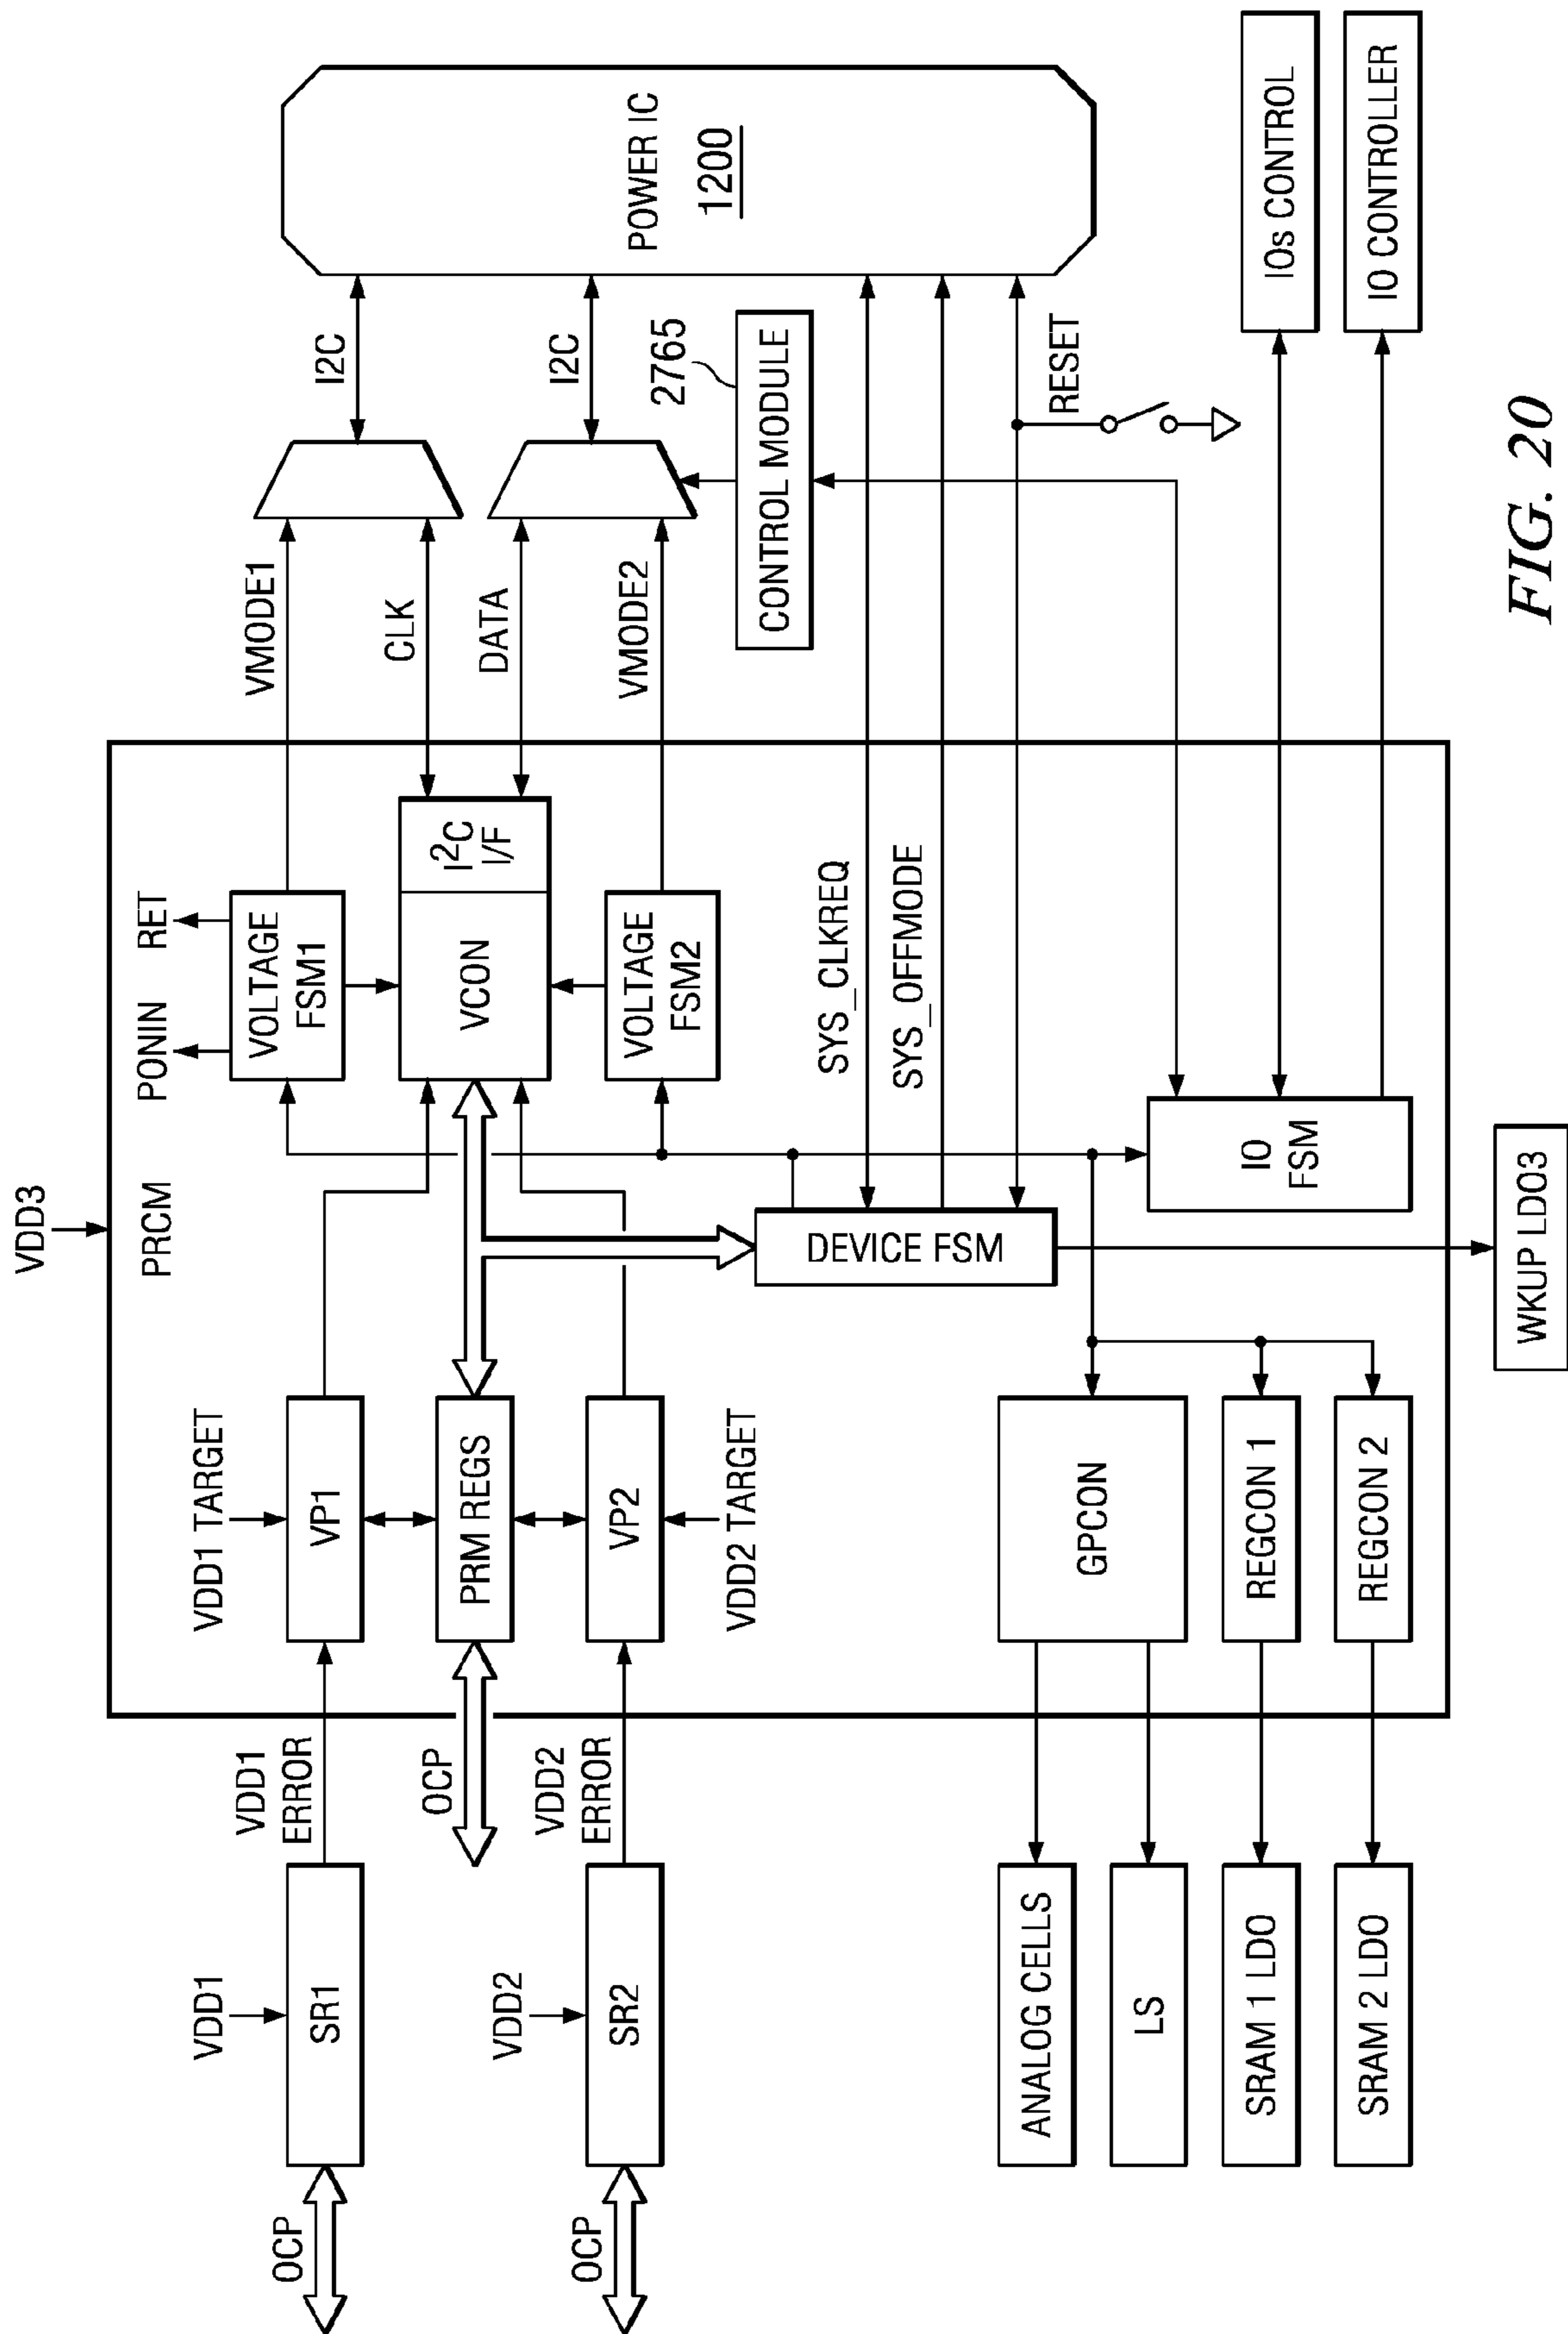 VDD3
PRCM
PONIN
RET
OCP
VDD1
SR1
VDD1
ERROR
VDD1 TARGET
VP1
VOLTAGE
FSM1
VMODE1
I2C
OCP
PRM REGS
VCON
I2C
I/F
CLK
DATA
I2C
POWER IC
1200
OCP
VDD2
SR2
VDD2
ERROR
VP2
VDD2 TARGET
VOLTAGE
FSM2
VMODE2
2765
CONTROL MODULE
DEVICE FSM
SYS_CLKREQ
SYS_OFFMODE
RESET
ANALOG CELLS
LS
GPCON
SRAM 1 LDO
REGCON 1
SRAM 2 LDO
REGCON 2
IO
FSM
IOs CONTROL
IO CONTROLLER
WKUP LDO3
FIG. 20